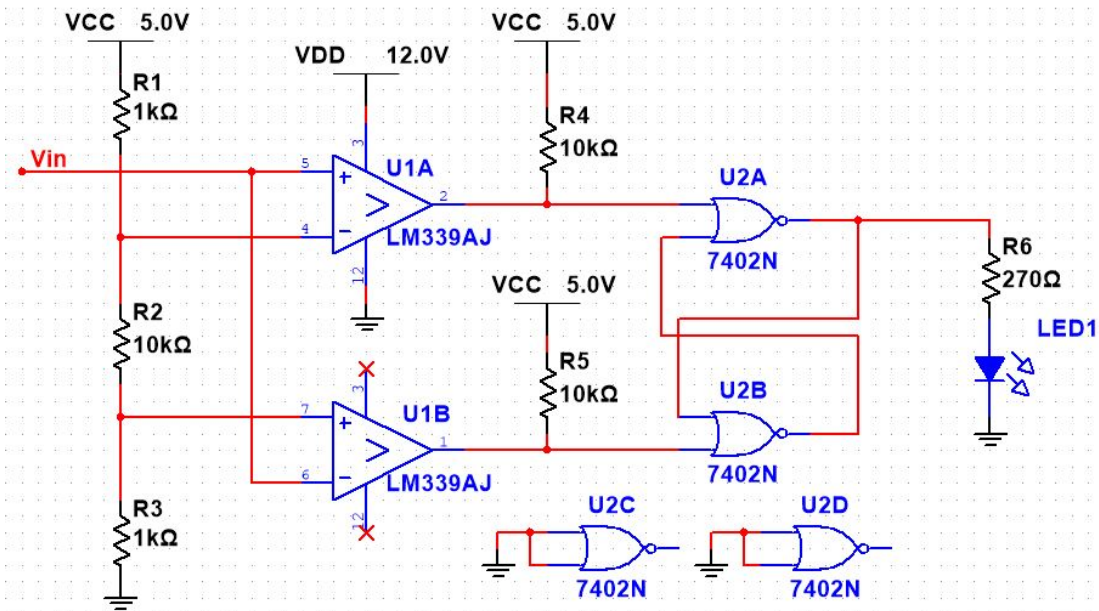 VCC 5.0V
R1
1kΩ
VDD 12.0V
VCC 5.0V
R4
10kΩ
Vin
5
3
U1A
+
2
4
−
LM339AJ
12
U2A
7402N
R6
270Ω
LED1
VCC 5.0V
R2
10kΩ
R5
10kΩ
3
U1B
7
+
1
6
−
LM339AJ
12
U2B
7402N
R3
1kΩ
U2C
7402N
U2D
7402N